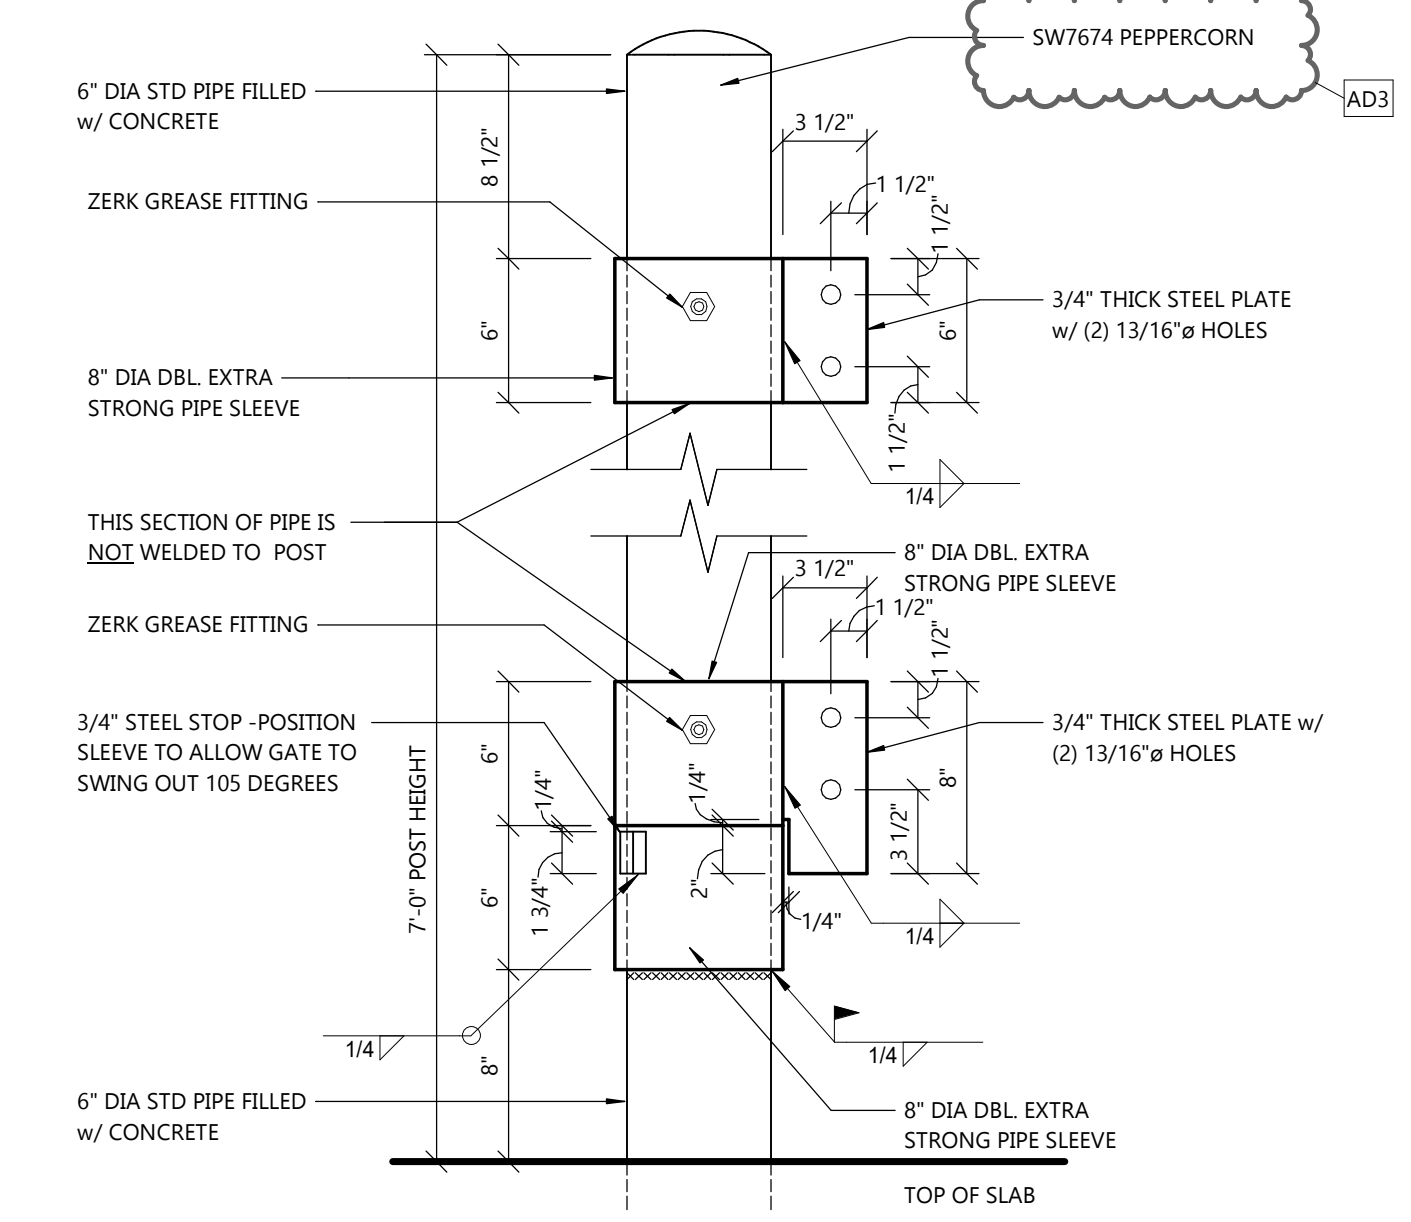 SW7674 PEPPERCORN
AD3
6" DIA STD PIPE FILLED
w/ CONCRETE
3 1/2"
8 1/2"
1 1/2"
1 1/2"
ZERK GREASE FITTING
3/4" THICK STEEL PLATE
w/ (2) 13/16"ø HOLES
6"
6"
8" DIA DBL. EXTRA
STRONG PIPE SLEEVE
1 1/2"
1/4
THIS SECTION OF PIPE IS
NOT WELDED TO  POST
8" DIA DBL. EXTRA
STRONG PIPE SLEEVE
3 1/2"
1 1/2"
1 1/2"
ZERK GREASE FITTING
3/4" STEEL STOP -POSITION
SLEEVE TO ALLOW GATE TO
SWING OUT 105 DEGREES
3/4" THICK STEEL PLATE w/
(2) 13/16"ø HOLES
7'-0" POST HEIGHT
6"
1/4"
1/4"
8"
3 1/2"
6"
1 3/4"
2"
1/4"
1/4
1/4
1/4
8"
6" DIA STD PIPE FILLED
w/ CONCRETE
8" DIA DBL. EXTRA
STRONG PIPE SLEEVE
TOP OF SLAB